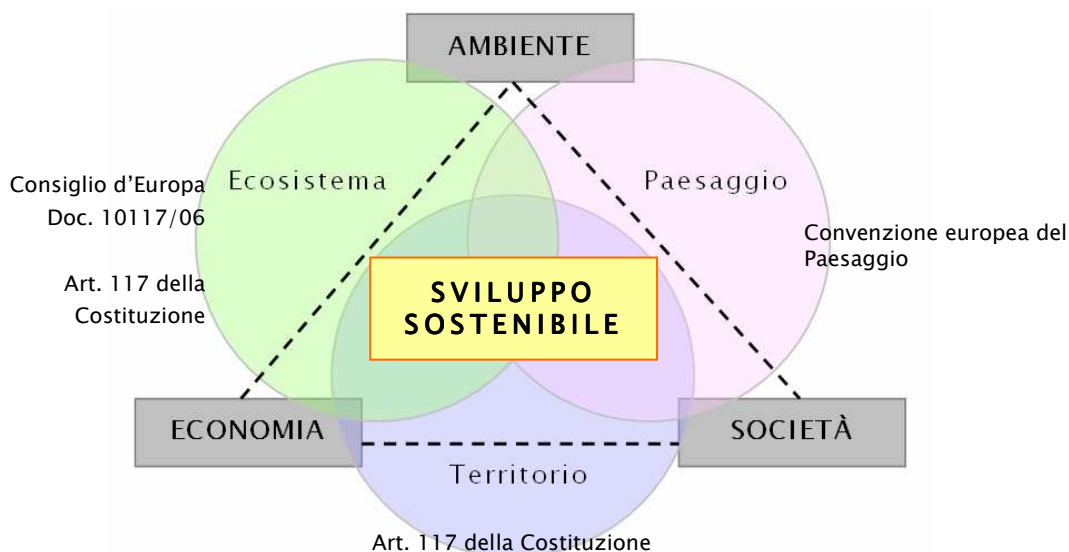 AMBIENTE
Ecosistema
Paesaggio
Consiglio d’Europa
Doc. 10117/06
Convenzione europea del
Paesaggio
Art. 117 della
Costituzione
SVILUPPO
SOSTENIBILE
ECONOMIA
SOCIETÀ
Territorio
Art. 117 della Costituzione